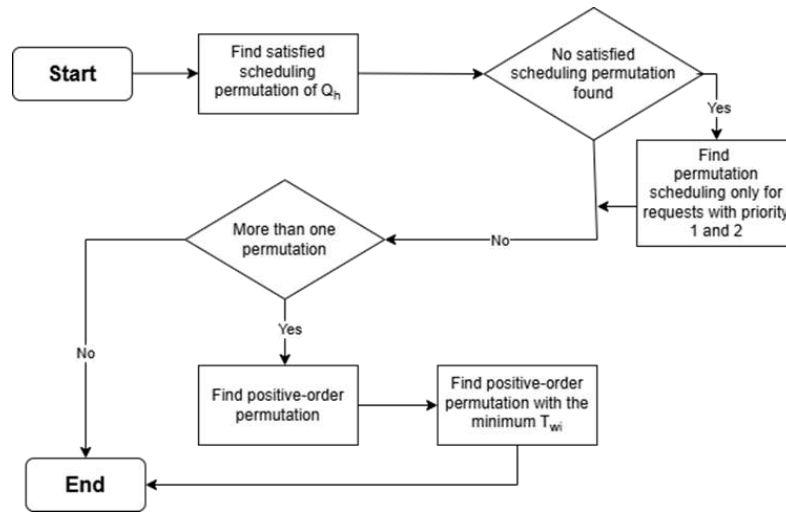 Start
Find satisfied
scheduling
permutation of Qh
No satisfied
scheduling permutation
found
Yes
Find
permutation
scheduling only for
requests with priority
1 and 2
More than one
permutation
No
Yes
No
Find positive-order
permutation
Find positive-order
permutation with the
minimum Twi
End